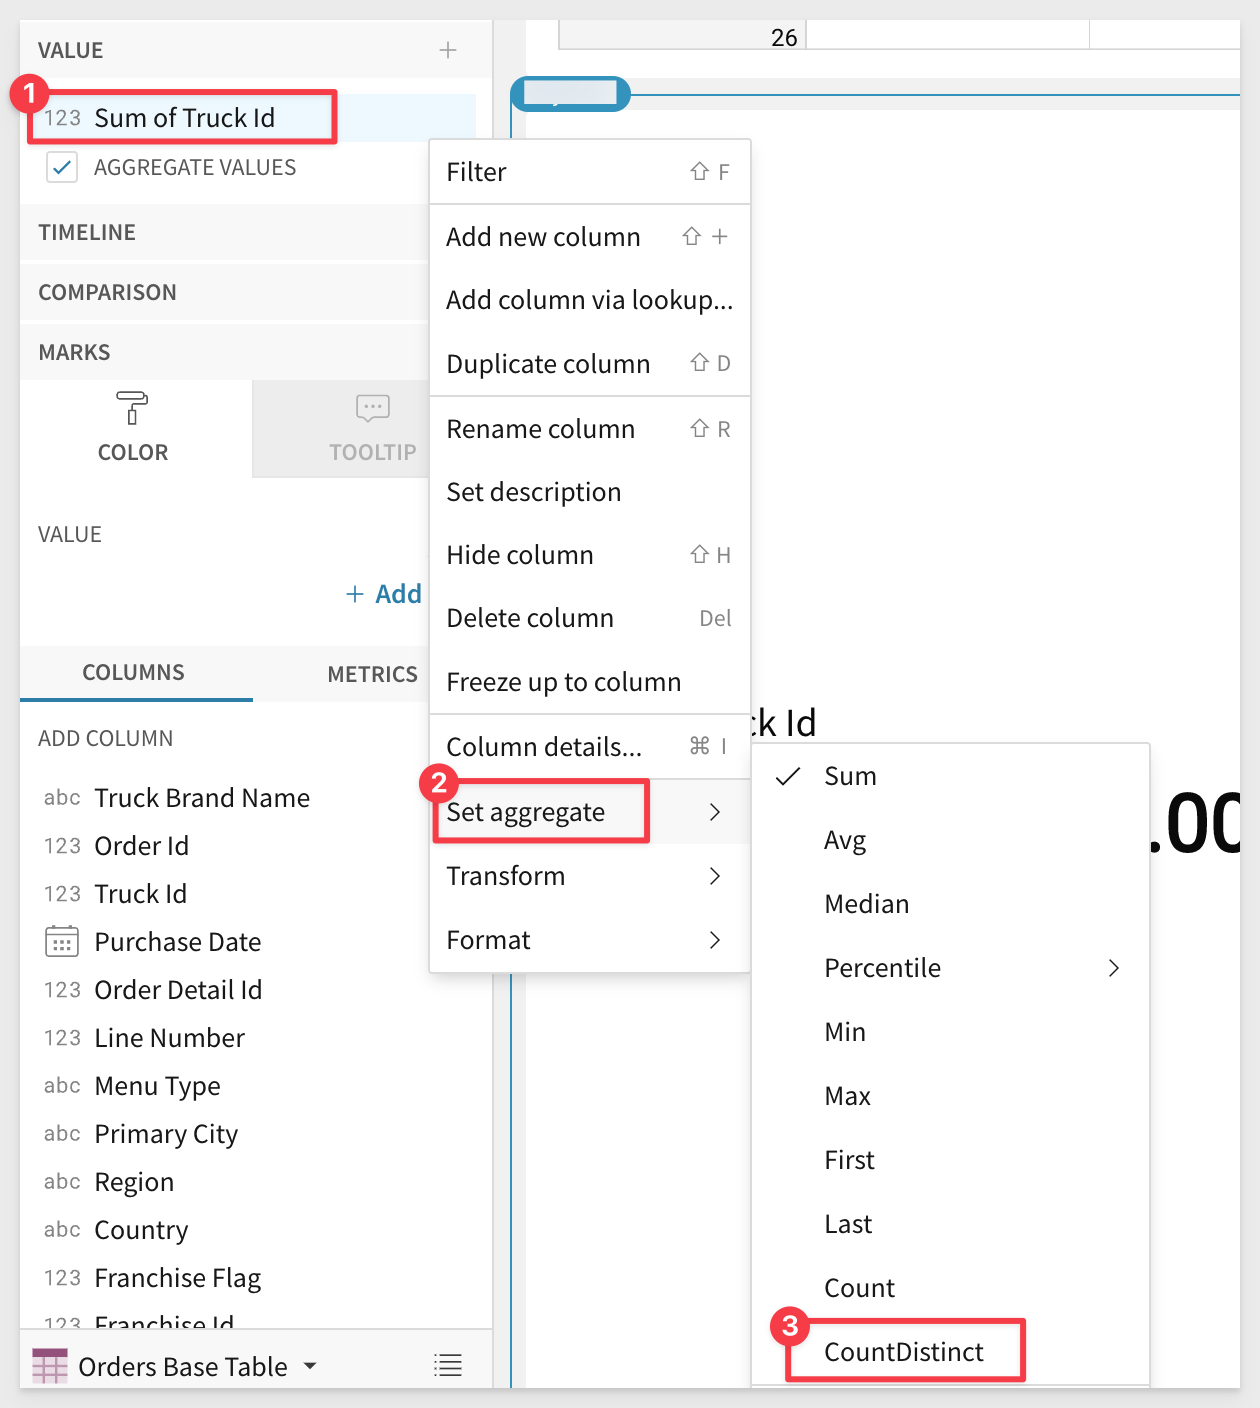 VALUE
1
123 Sum of Truck Id
AGGREGATE VALUES
TIMELINE
COMPARISON
MARKS
COLOR
TOOLTIP
VALUE
+ Add
COLUMNS
METRICS
ADD COLUMN
abc Truck Brand Name
123 Order Id
123 Truck Id
Purchase Date
123 Order Detail Id
123 Line Number
abc Menu Type
abc Primary City
abc Region
abc Country
123 Franchise Flag
123 Franchise Id
Orders Base Table
26
Filter ⇧ F
Add new column ⇧ +
Add column via lookup...
Duplicate column ⇧ D
Rename column ⇧ R
Set description
Hide column ⇧ H
Delete column Del
Freeze up to column
Column details... ⌘ I
2
Set aggregate
Transform
Format
ck Id
.00
Sum
Avg
Median
Percentile
Min
Max
First
Last
Count
3
CountDistinct